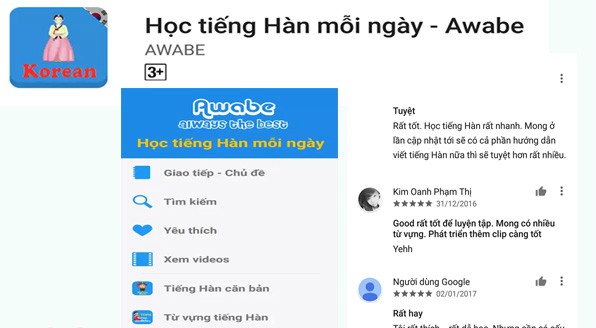 Korean
Học tiếng Hàn mỗi ngày - Awabe
AWABE
3+
Awabe
always the best
Học tiếng Hàn mỗi ngày
Giao tiếp - Chủ đề
Tìm kiếm
Yêu thích
Xem videos
Tiếng Hàn căn bản
Từ vựng tiếng Hàn
Tuyệt
Rất tốt. Học tiếng Hàn rất nhanh. Mong ở
lần cập nhật tới sẽ có cả phần hướng dẫn
viết tiếng Hàn nữa thì sẽ tuyệt hơn rất nhiều.
Kim Oanh Phạm Thị
★★★★★ 31/12/2016
Good rất tốt để luyện tập. Mong có nhiều
từ vựng. Phát triển thêm clip càng tốt
Yehh
Người dùng Google
★★★★★ 02/01/2017
Rất hay